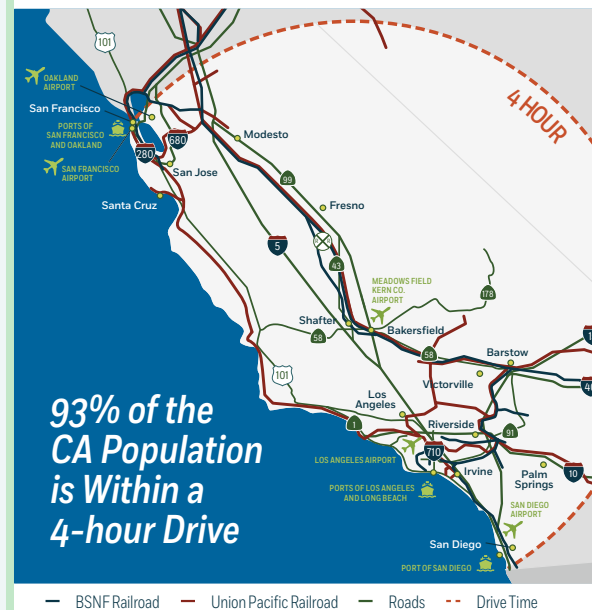 101
OAKLAND
AIRPORT
San Francisco
PORTS OF
SAN FRANCISCO
AND OAKLAND
280
680
SAN FRANCISCO
AIRPORT
San Jose
Santa Cruz
Modesto
99
4 HOUR
Fresno
5
43
MEADOWS FIELD
KERN CO.
AIRPORT
178
Shafter
Bakersfield
58
58
Barstow
Victorville
101
Los
Angeles
1
Riverside
91
710
LOS ANGELES AIRPORT
Irvine
Palm
Springs
10
PORTS OF LOS ANGELES
AND LONG BEACH
SAN DIEGO
AIRPORT
San Diego
PORT OF SAN DIEGO
93% of the
CA Population
is Within a
4-hour Drive
BSNF Railroad
Union Pacific Railroad
Roads
Drive Time